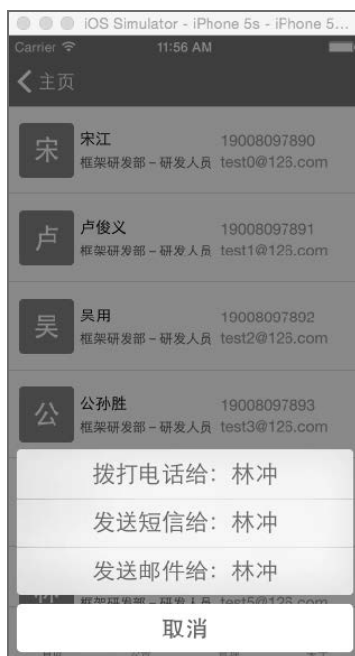 iOS Simulator - iPhone 5s - iPhone 5...
Carrier 11:56 AM
主页
宋
宋江 19008097890
框架研发部 – 研发人员 test0@126.com
卢
卢俊义 19008097891
框架研发部 – 研发人员 test1@126.com
吴
吴用 19008097892
框架研发部 – 研发人员 test2@126.com
公
公孙胜 19008097893
框架研发部 – 研发人员 test3@126.com
拨打电话给：林冲
发送短信给：林冲
发送邮件给：林冲
框架研发部 – 研发人员 test5@126.com
取消